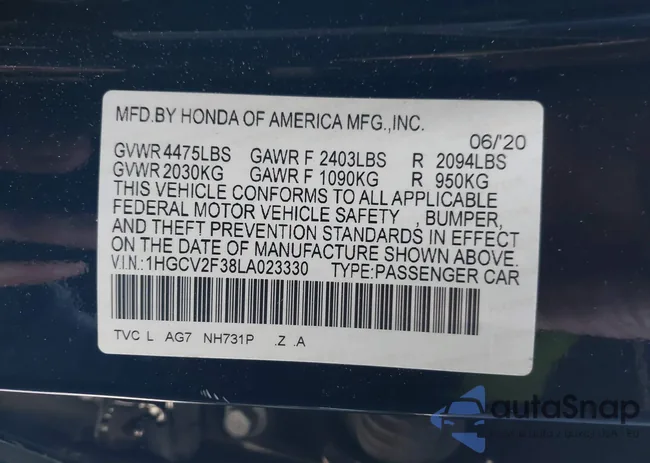 MFD.BY HONDA OF AMERICA MFG.,INC.
06/'20
GVWR 4475LBS GAWR F 2403LBS R 2094LBS
GVWR 2030KG GAWR F 1090KG R 950KG
THIS VEHICLE CONFORMS TO ALL APPLICABLE
FEDERAL MOTOR VEHICLE SAFETY , BUMPER,
AND THEFT PREVENTION STANDARDS IN EFFECT
ON THE DATE OF MANUFACTURE SHOWN ABOVE.
V.I.N.:1HGCV2F38LA023330 TYPE:PASSENGER CAR
TVC L AG7 NH731P .Z .A
autaSnap